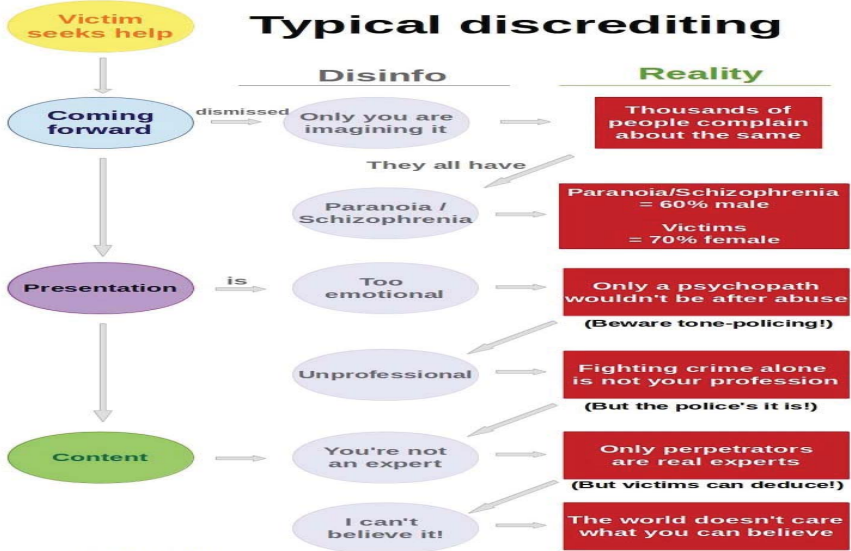 Typical discrediting
Victim
seeks help
Disinfo
Reality
Coming
forward
dismissed
Only you are
imagining it
Thousands of
people complain
about the same
They all have
Paranoia /
Schizophrenia
Paranoia/Schizophrenia
= 60% male
Victims
= 70% female
Presentation
is
Too
emotional
Only a psychopath
wouldn't be after abuse
(Beware tone-policing!)
Unprofessional
Fighting crime alone
is not your profession
(But the police's it is!)
Content
You're not
an expert
Only perpetrators
are real experts
(But victims can deduce!)
I can't
believe it!
The world doesn't care
what you can believe